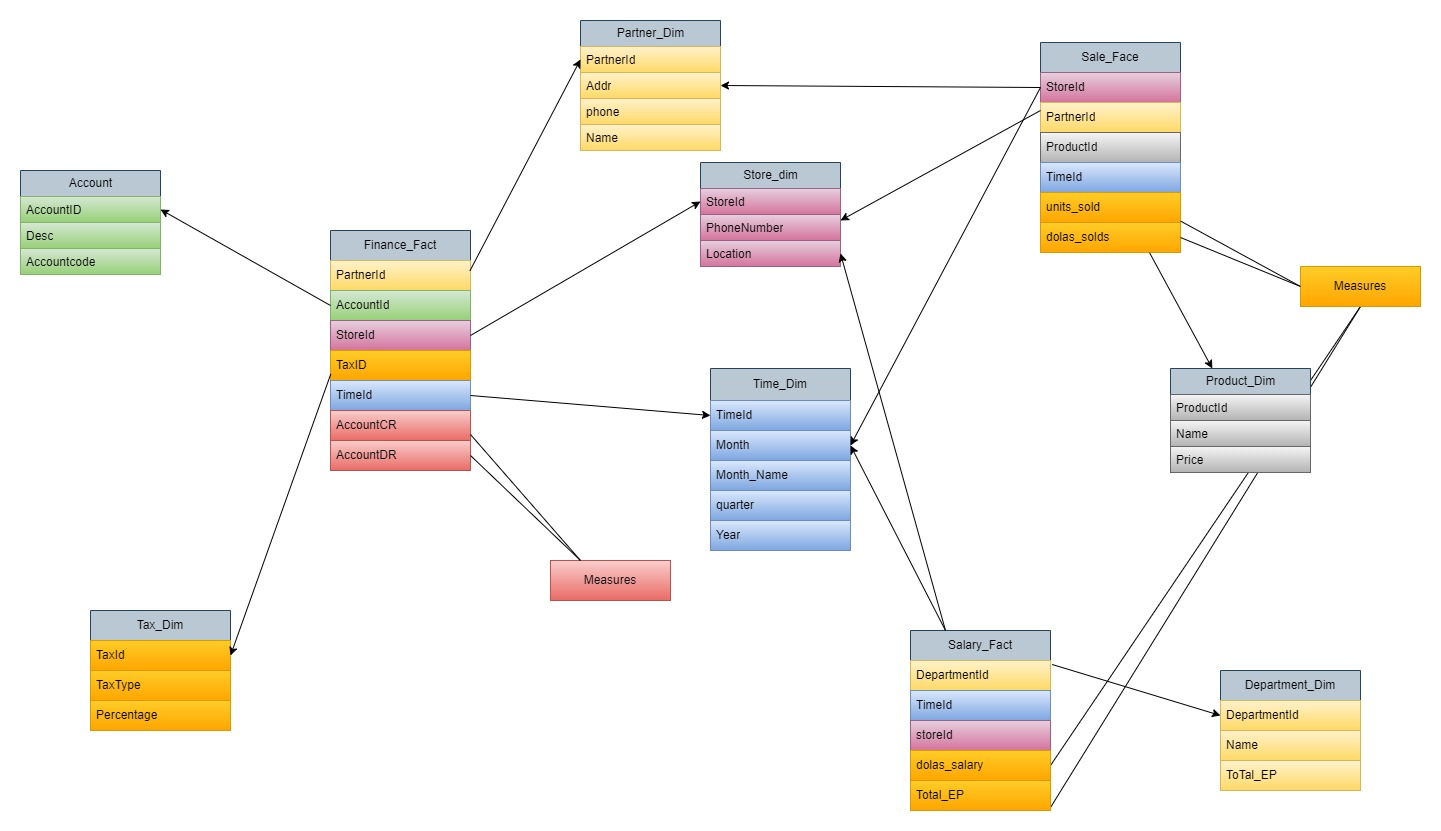 Partner_Dim
PartnerId
Addr
phone
Name
Sale_Face
StoreId
PartnerId
ProductId
TimeId
units_sold
dolas_solds
Account
AccountID
Desc
Accountcode
Store_dim
StoreId
PhoneNumber
Location
Finance_Fact
PartnerId
AccountId
StoreId
TaxID
TimeId
AccountCR
AccountDR
Measures
Time_Dim
TimeId
Month
Month_Name
quarter
Year
Product_Dim
ProductId
Name
Price
Measures
Tax_Dim
TaxId
TaxType
Percentage
Salary_Fact
DepartmentId
TimeId
storeId
dolas_salary
Total_EP
Department_Dim
DepartmentId
Name
ToTal_EP